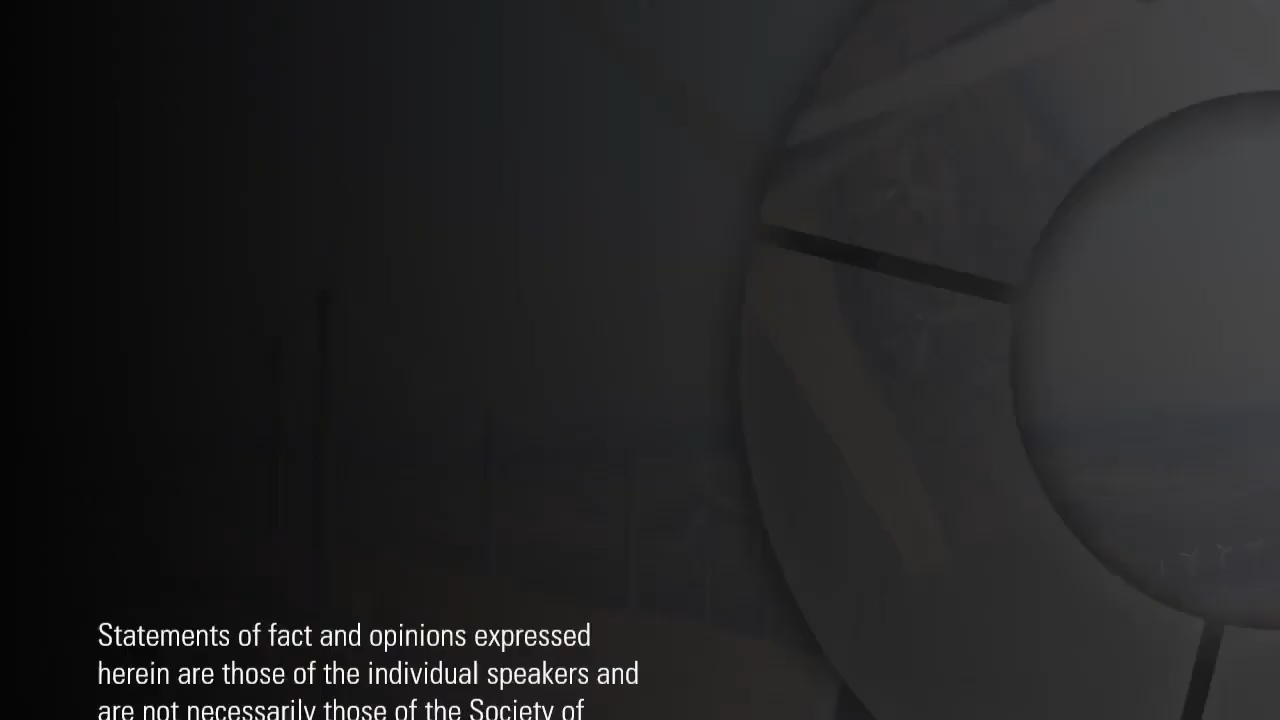 Statements of fact and opinions expressed
herein are those of the individual speakers and
are not necessarily those of the Society of